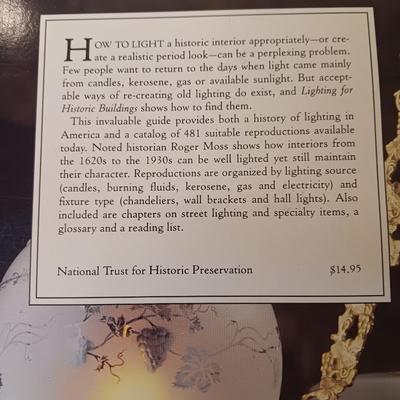 HOW TO LIGHT a historic interior appropriately—or cre-
ate a realistic period look—can be a perplexing problem.
Few people want to return to the days when light came mainly
from candles, kerosene, gas or available sunlight. But accept-
able ways of re-creating old lighting do exist, and Lighting for
Historic Buildings shows how to find them.
This invaluable guide provides both a history of lighting in
America and a catalog of 481 suitable reproductions available
today. Noted historian Roger Moss shows how interiors from
the 1620s to the 1930s can be well lighted yet still maintain
their character. Reproductions are organized by lighting source
(candles, burning fluids, kerosene, gas and electricity) and
fixture type (chandeliers, wall brackets and hall lights). Also
included are chapters on street lighting and specialty items, a
glossary and a reading list.
National Trust for Historic Preservation $14.95